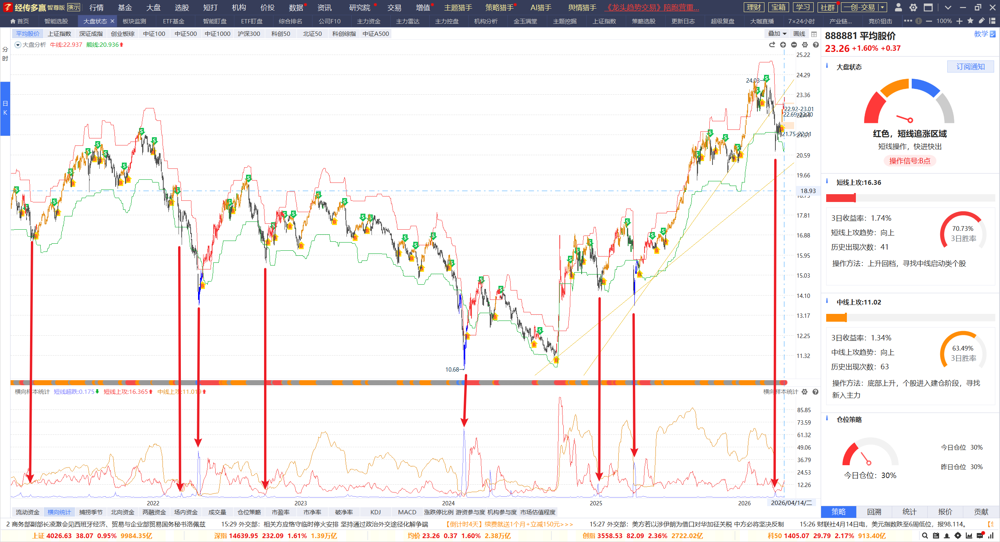 经传多赢 智尊版 演示 行情 基金 大盘 选股 短打 机构 价投 数据 资讯 研究院 交易 增值 主题猎手 策略猎手 AI猎手 舆情猎手 《龙头趋势交易》陪跑营重... 理财 宝箱 学习 社群 一创-交易
首页 智能选股 大盘状态 板块监测 ETF基金 智能盯盘 ETF盯盘 综合排名 公司F10 主力资金 主力雷达 主力控盘 机构分析 金玉满堂 主题挖掘 上证指数 策略选股 更新日志 超级复盘 大咖直播 7×24小时 产业链... 竞价狙击 100%
平均股价 上证指数 深证成指 创业板综 中证100 中证500 中证1000 沪深300 科创50 北证50 科创综指 中证A500 叠加 画线
大盘分析 牛线:22.937 熊线:20.936
分时
日K
25.22
24.29
23.36
22.44
21.51
20.59
19.66
18.93
18.73
17.81
16.88
15.95
15.03
14.10
13.17
12.25
11.32
24.03
22.92-23.01
22.69-22.70
21.75-22.11
10.68
横向样本统计 短线超跌:0.175 短线上攻:16.365 中线上攻:11.019 横向样本统计
85.85
73.59
61.32
49.06
36.79
24.53
12.26
2022 2023 2024 2025 2026 2026/04/14/二
流动资金 横向统计 捕捞季节 北向资金 两融资金 场内资金 成交量 仓位策略 市盈率 市净率 破净率 KDJ MACD 涨跌停比例 游资参与度 机构参与度 市场估值程度
888881 平均股价 教学
23.26 +1.60% +0.37
大盘状态 订阅通知
红色，短线追涨区域
短线操作，快进快出
操作信号:B点
短线上攻:16.36
3日收益率：1.74%
短线上攻趋势：向上
历史出现次数：41
70.73%
3日胜率
操作方法：上升回档，寻找中线启动类个股
中线上攻:11.02
3日收益率：1.34%
中线上攻趋势：向上
历史出现次数：63
63.49%
3日胜率
操作方法：底部上升，个股进入建仓阶段，寻找
新入主力
仓位策略
今日仓位 30%
昨日仓位 30%
今日仓位：30%
策略 回溯 统计 报价 贡献
2 商务部副部长凌激会见西班牙经济、贸易与企业部贸易国务秘书洛佩兹 15:29 外交部：相关方应恪守临时停火安排 坚持通过政治外交途径化解争端 【倒计时4天】续费就送1个月+立减150元>>> 15:27 外交部：美方若以涉伊朗为借口对华加征关税 中方必将坚决反制 15:26 财联社4月14日电，美元指数跌至6周低位，报98.114。
上证 4026.63 38.07 0.95% 9984.35亿 深指 14639.95 232.09 1.61% 1.39万亿 均价 23.26 0.37 1.60% 2.38万亿 创指 3558.53 82.09 2.36% 2722.02亿 科50 1405.07 29.79 2.17% 913.40亿